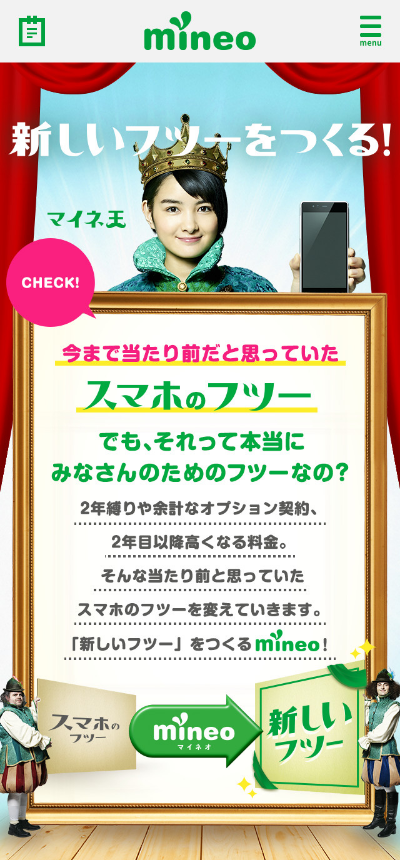 mineo
menu
新しいフツーをつくる!
マイネ王
CHECK!
今まで当たり前だと思っていた
スマホのフツー
でも、それって本当に
みなさんのためのフツーなの?
2年縛りや余計なオプション契約、
2年目以降高くなる料金。
そんな当たり前と思っていた
スマホのフツーを変えていきます。
「新しいフツー」をつくるmineo!
スマホの
フツー
mineo
マイネオ
新しい
フツー